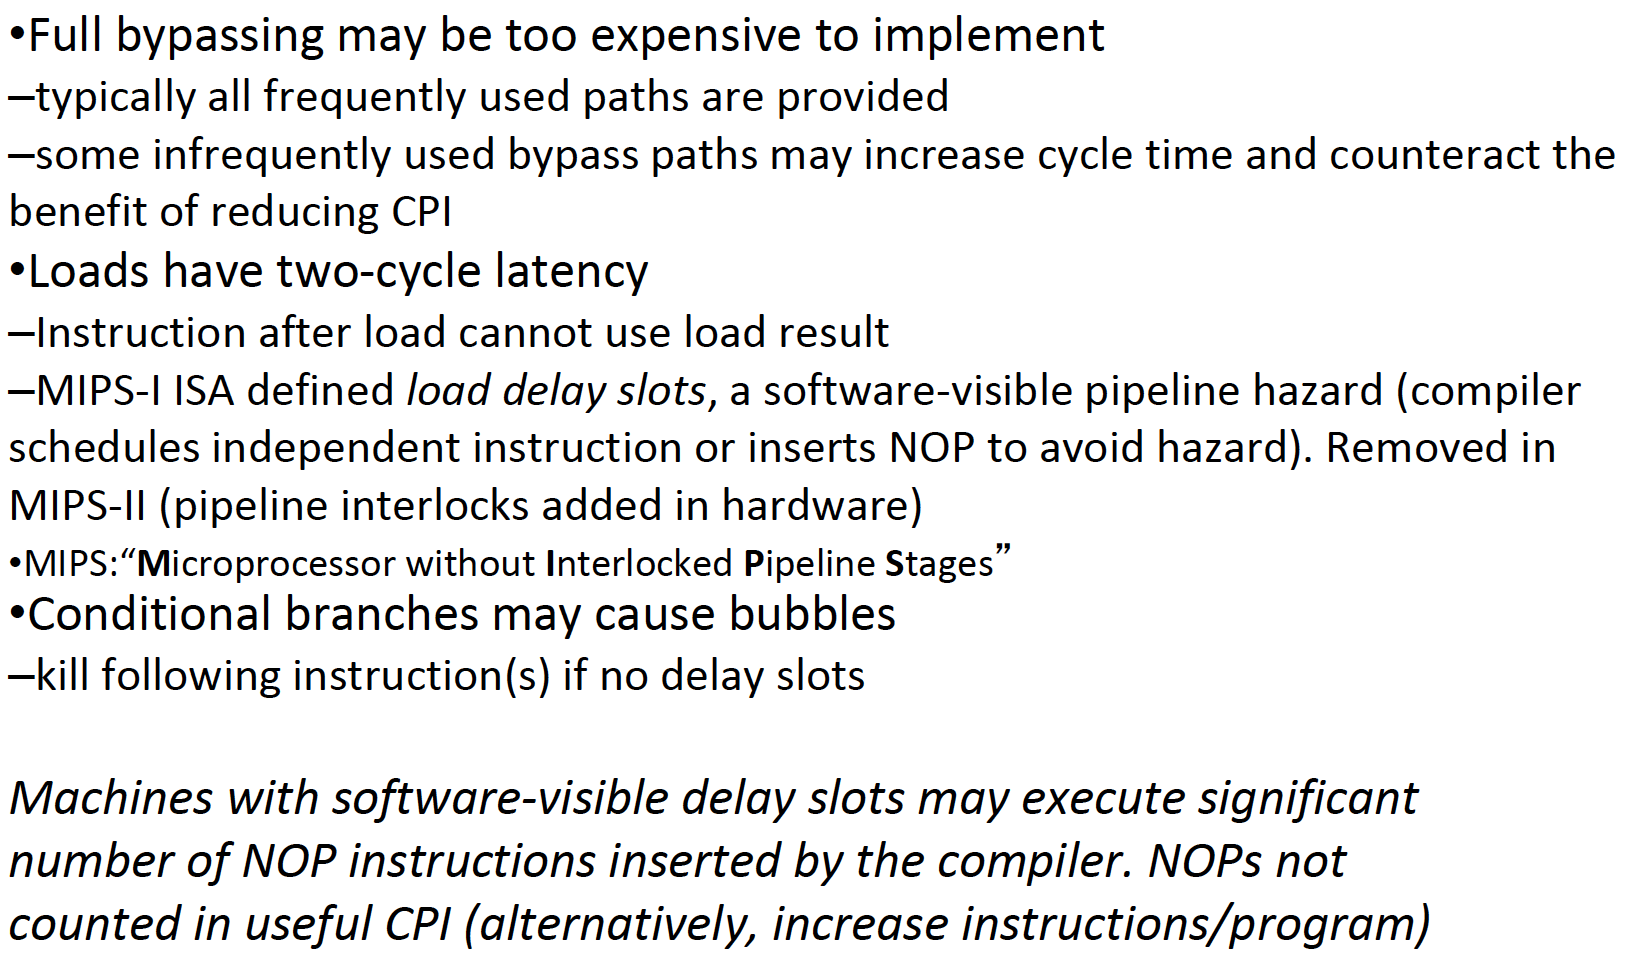 •Full bypassing may be too expensive to implement
–typically all frequently used paths are provided
–some infrequently used bypass paths may increase cycle time and counteract the
benefit of reducing CPI
•Loads have two-cycle latency
–Instruction after load cannot use load result
–MIPS-I ISA defined load delay slots, a software-visible pipeline hazard (compiler
schedules independent instruction or inserts NOP to avoid hazard). Removed in
MIPS-II (pipeline interlocks added in hardware)
•MIPS:“Microprocessor without Interlocked Pipeline Stages”
•Conditional branches may cause bubbles
–kill following instruction(s) if no delay slots
Machines with software-visible delay slots may execute significant
number of NOP instructions inserted by the compiler. NOPs not
counted in useful CPI (alternatively, increase instructions/program)